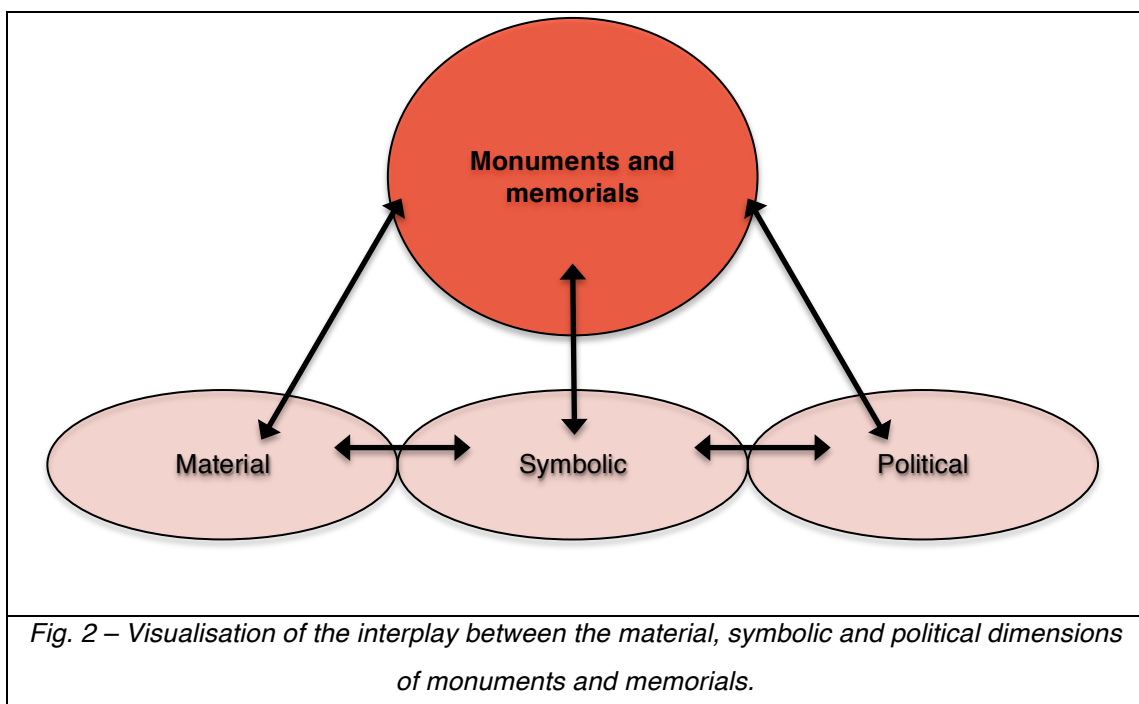 Monuments and
memorials
Material
Symbolic
Political
Fig. 2 – Visualisation of the interplay between the material, symbolic and political dimensions
of monuments and memorials.